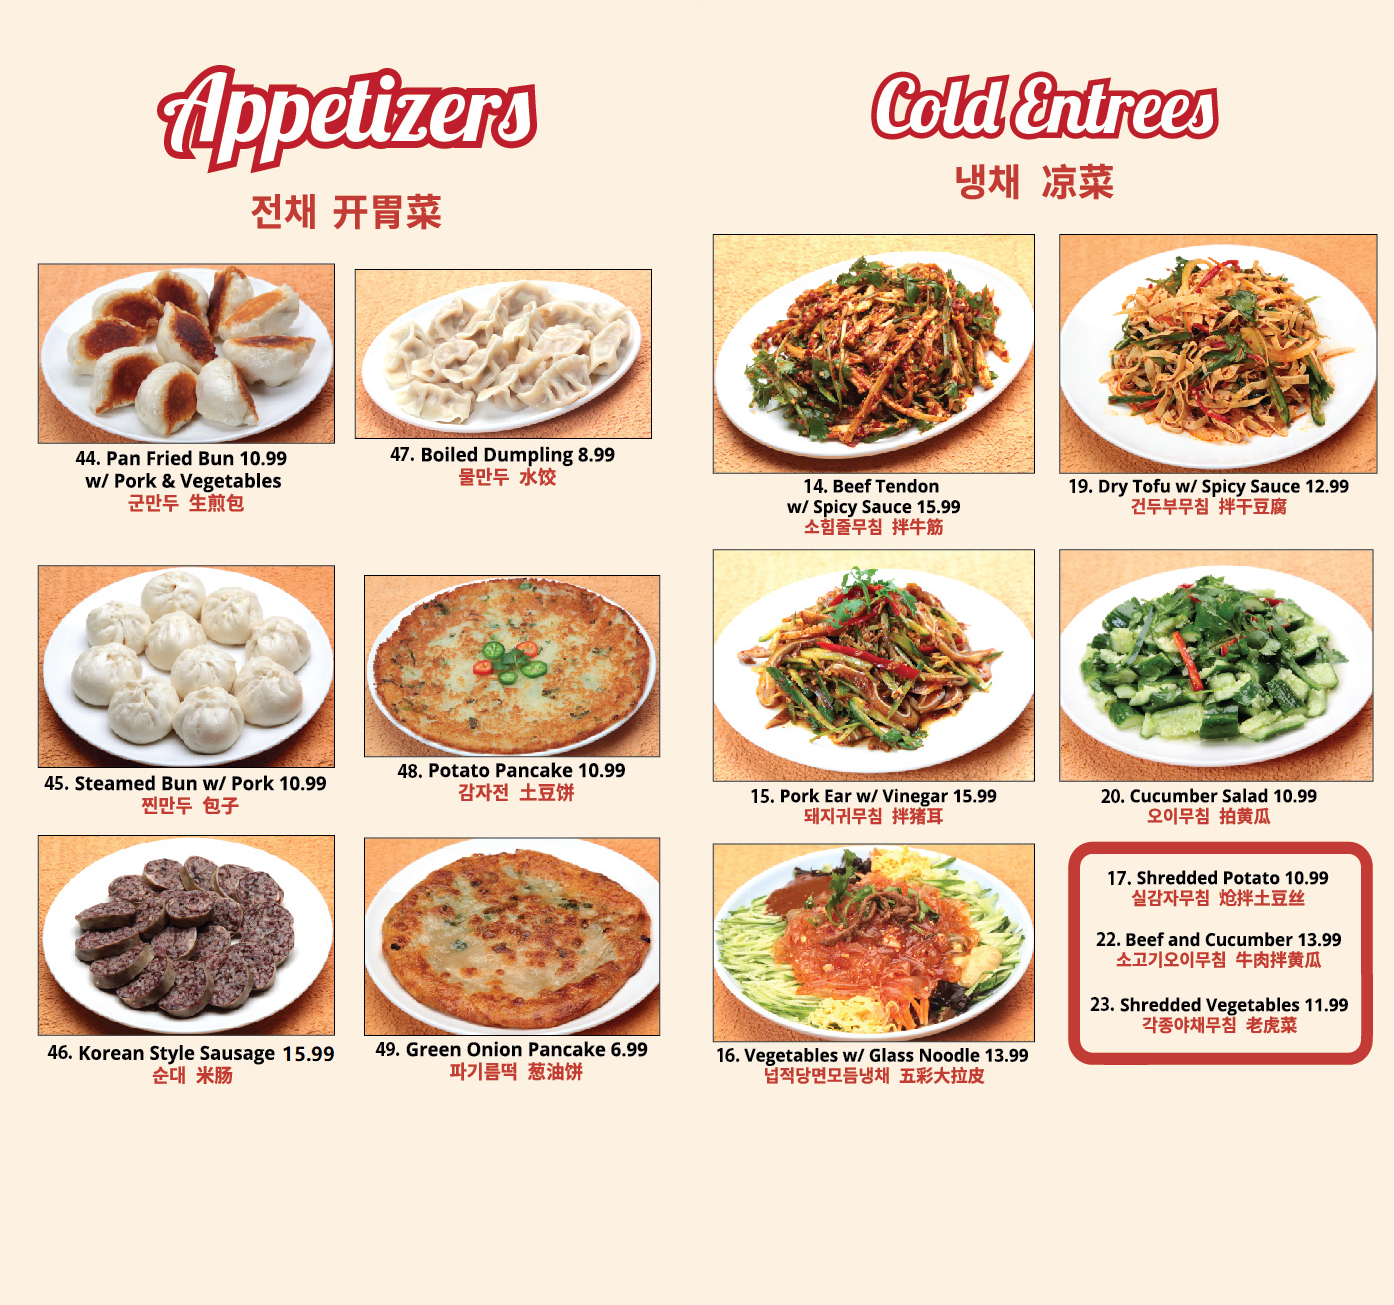 Appetizers
전채 开胃菜
44. Pan Fried Bun 10.99
w/ Pork & Vegetables
군만두 生煎包
47. Boiled Dumpling 8.99
물만두 水饺
45. Steamed Bun w/ Pork 10.99
찐만두 包子
48. Potato Pancake 10.99
감자전 土豆饼
46. Korean Style Sausage 15.99
순대 米肠
49. Green Onion Pancake 6.99
파기름떡 葱油饼
Cold Entrees
냉채 凉菜
14. Beef Tendon
w/ Spicy Sauce 15.99
소힘줄무침 拌牛筋
19. Dry Tofu w/ Spicy Sauce 12.99
건두부무침 拌干豆腐
15. Pork Ear w/ Vinegar 15.99
돼지귀무침 拌猪耳
20. Cucumber Salad 10.99
오이무침 拍黄瓜
16. Vegetables w/ Glass Noodle 13.99
넙적당면모듬냉채 五彩大拉皮
17. Shredded Potato 10.99
실감자무침 炝拌土豆丝
22. Beef and Cucumber 13.99
소고기오이무침 牛肉拌黄瓜
23. Shredded Vegetables 11.99
각종야채무침 老虎菜